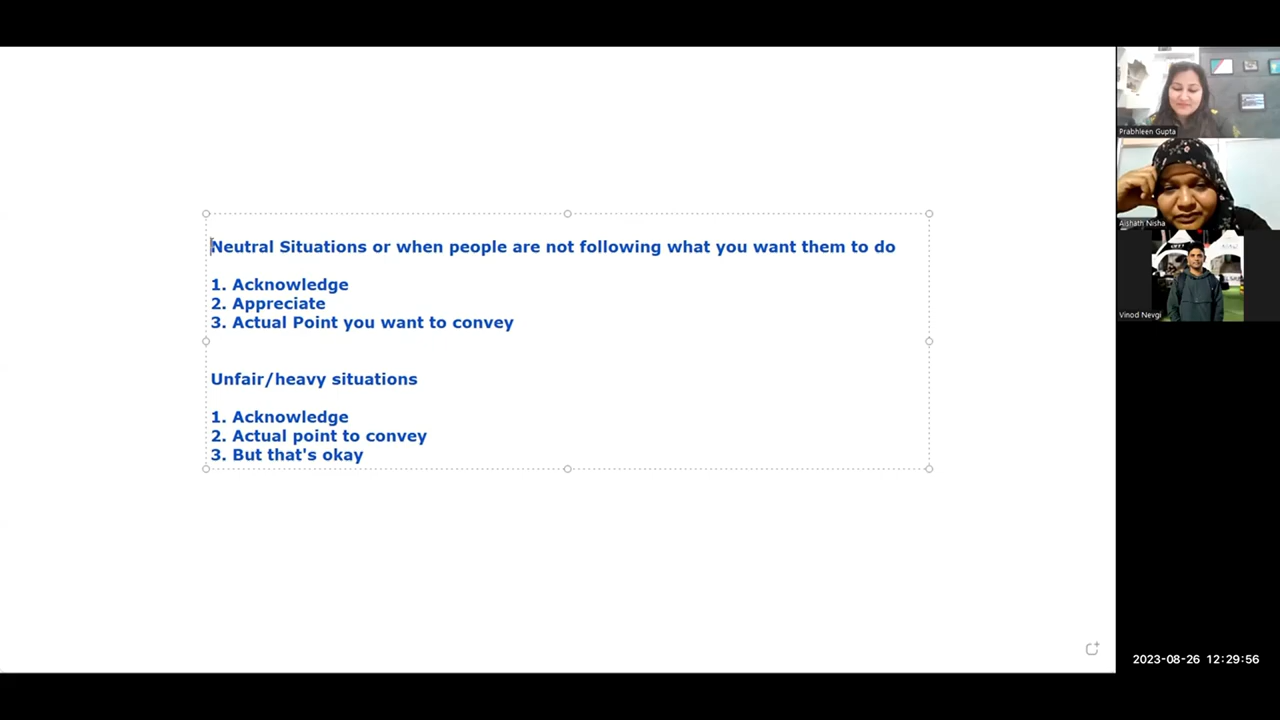 Neutral Situations or when people are not following what you want them to do
1. Acknowledge
2. Appreciate
3. Actual Point you want to convey
Unfair/heavy situations
1. Acknowledge
2. Actual point to convey
3. But that's okay
Prabhleen Gupta
Aishath Nisha
Vinod Nevgi
2023-08-26 12:29:56